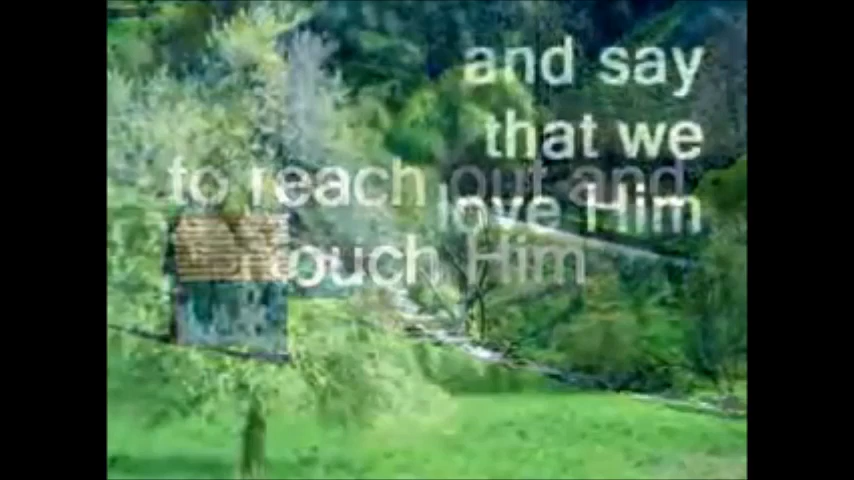 and say
that we
love Him
to reach out and
touch Him